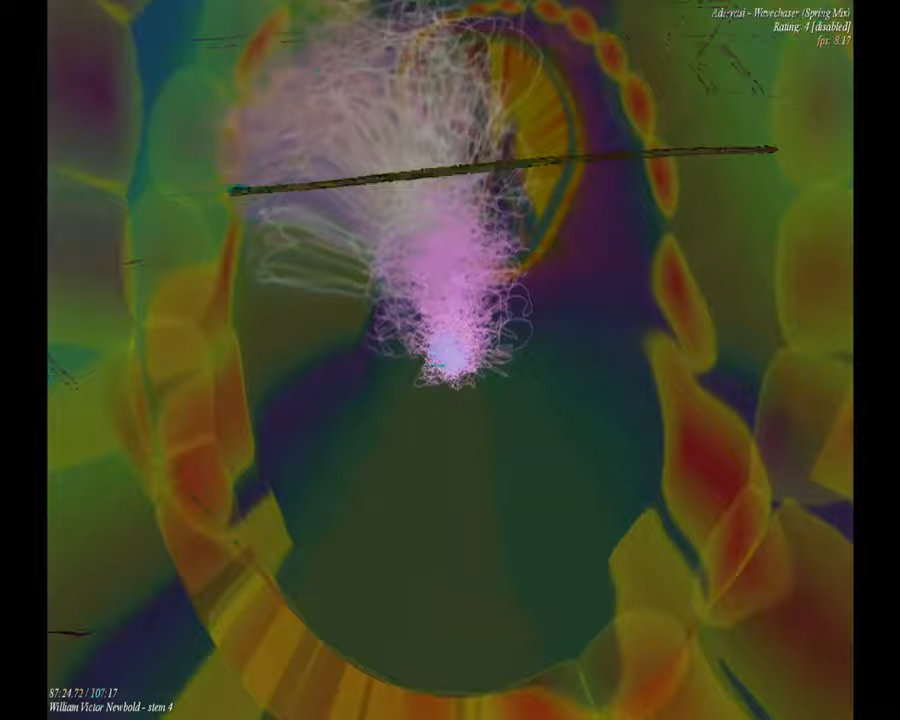 Adaryasi - Wavechaser (Spring Mix)
Rating: 4 [disabled]
fps: 8.17
87:24.72 / 107:17
William Victor Newbold - stem 4